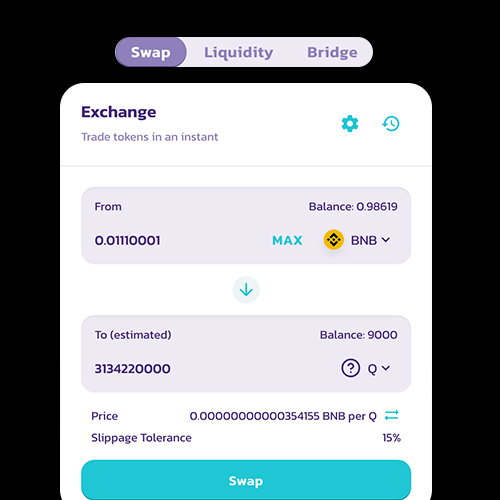 Swap Liquidity Bridge
Exchange
Trade tokens in an instant
From Balance: 0.98619
0.01110001 MAX BNB
To (estimated) Balance: 9000
3134220000 ? Q
Price 0.00000000000354155 BNB per Q
Slippage Tolerance 15%
Swap